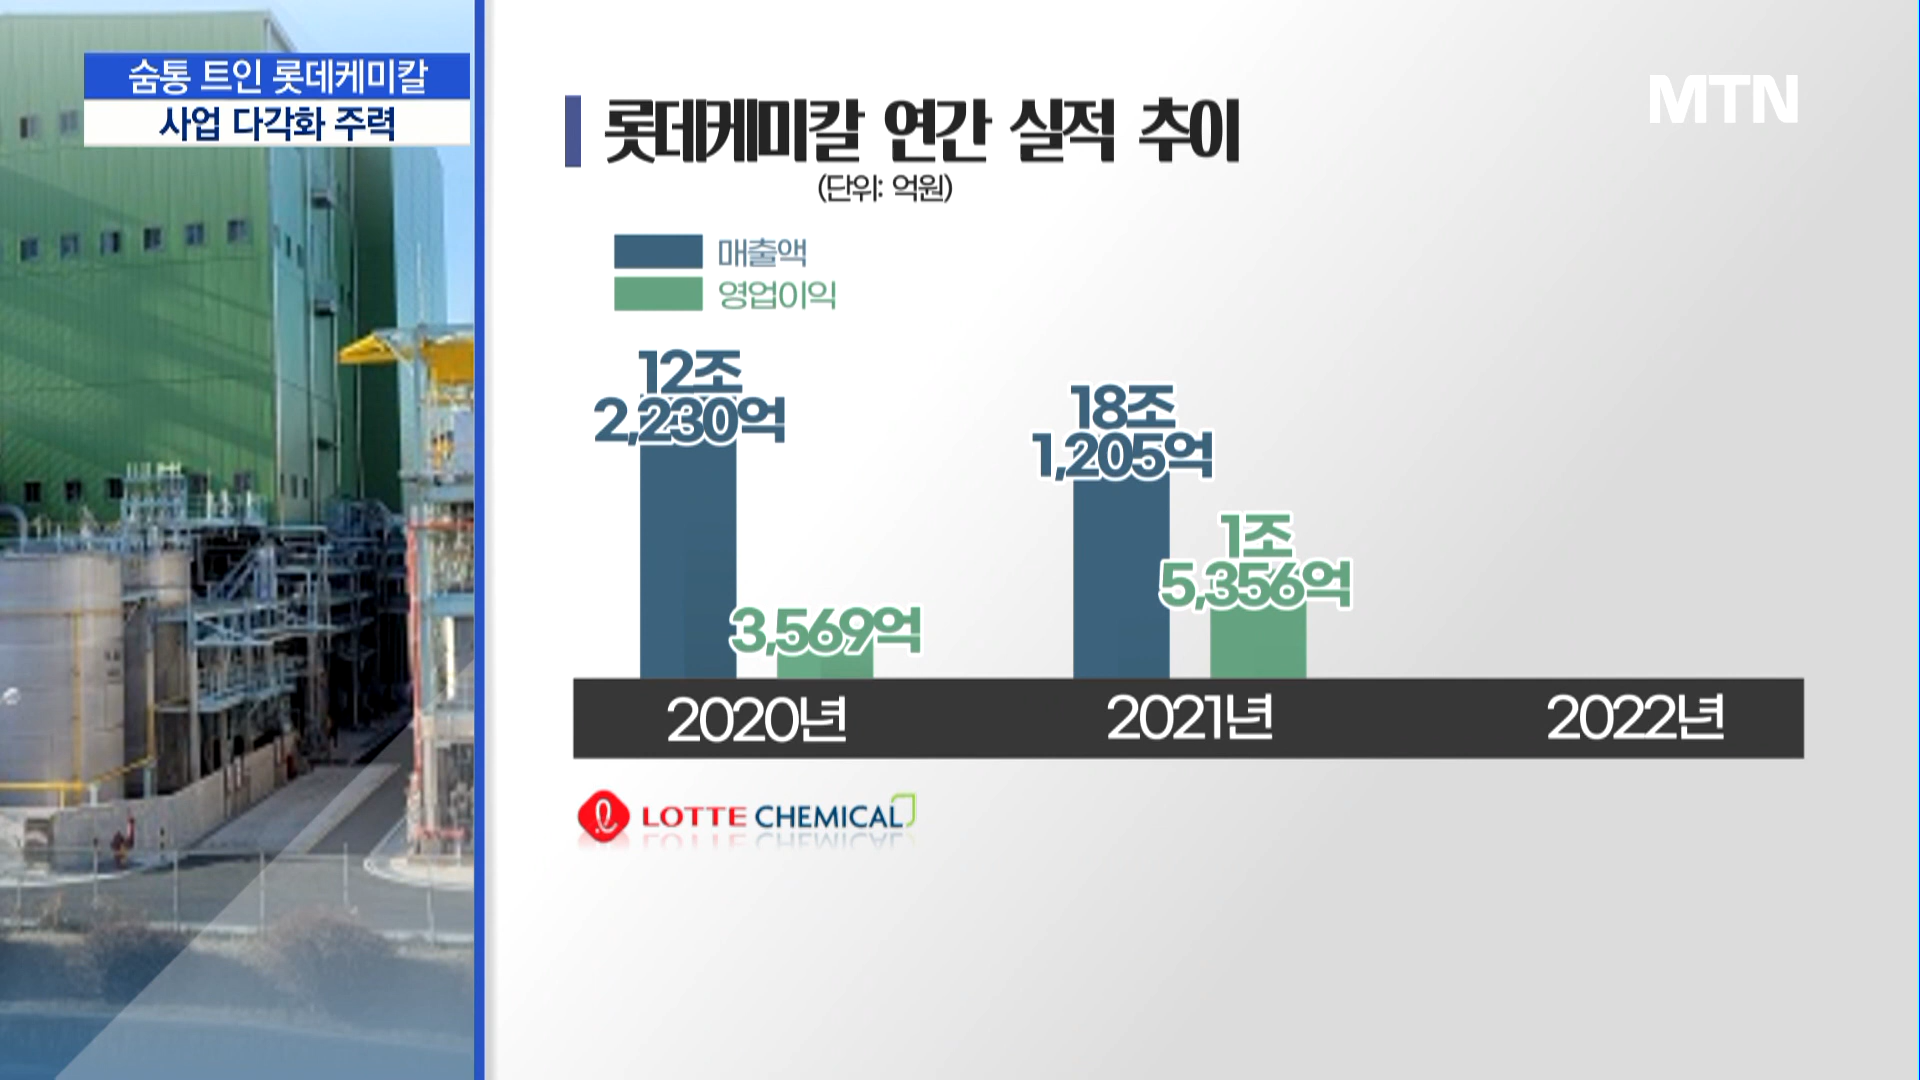 숨통 트인 롯데케미칼
사업 다각화 주력
MTN
롯데케미칼 연간 실적 추이
(단위: 억원)
매출액
영업이익
12조
2,230억
3,569억
18조
1,205억
1조
5,356억
2020년
2021년
2022년
LOTTE CHEMICAL